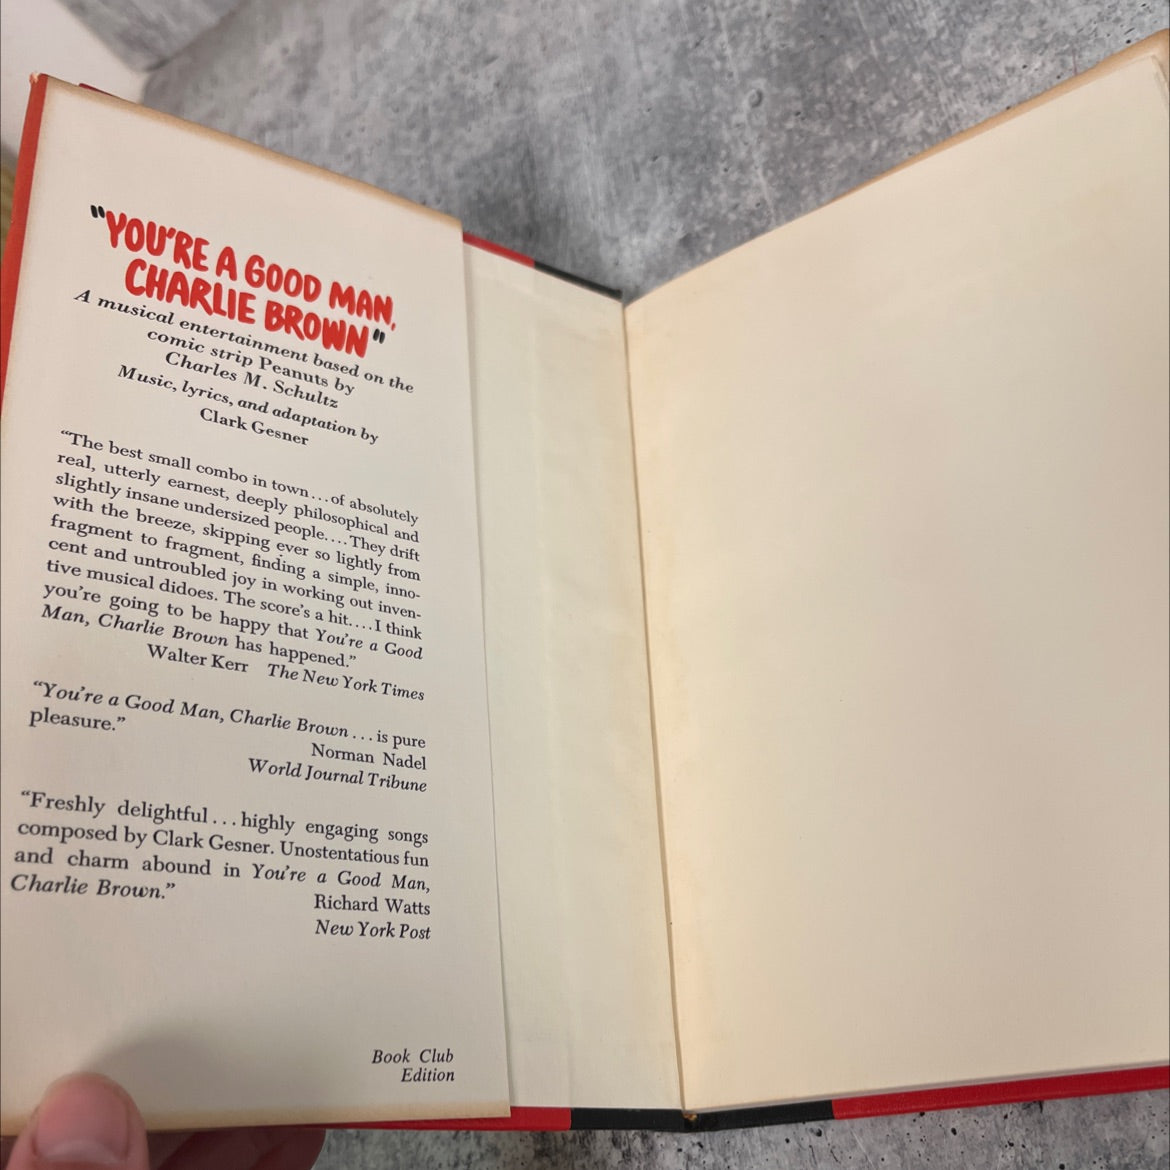 "YOU'RE A GOOD MAN,
CHARLIE BROWN"
A musical entertainment based on the
comic strip Peanuts by
Charles M. Schultz
Music, lyrics, and adaptation by
Clark Gesner
“The best small combo in town...of absolutely
real, utterly earnest, deeply philosophical and
slightly insane undersized people....They drift
with the breeze, skipping ever so lightly from
fragment to fragment, finding a simple, inno-
cent and untroubled joy in working out inven-
tive musical didoes. The score’s a hit....I think
you’re going to be happy that You’re a Good
Man, Charlie Brown has happened.”
Walter Kerr The New York Times
“You’re a Good Man, Charlie Brown...is pure
pleasure.”
Norman Nadel
World Journal Tribune
“Freshly delightful...highly engaging songs
composed by Clark Gesner. Unostentatious fun
and charm abound in You’re a Good Man,
Charlie Brown.”
Richard Watts
New York Post
Book Club
Edition